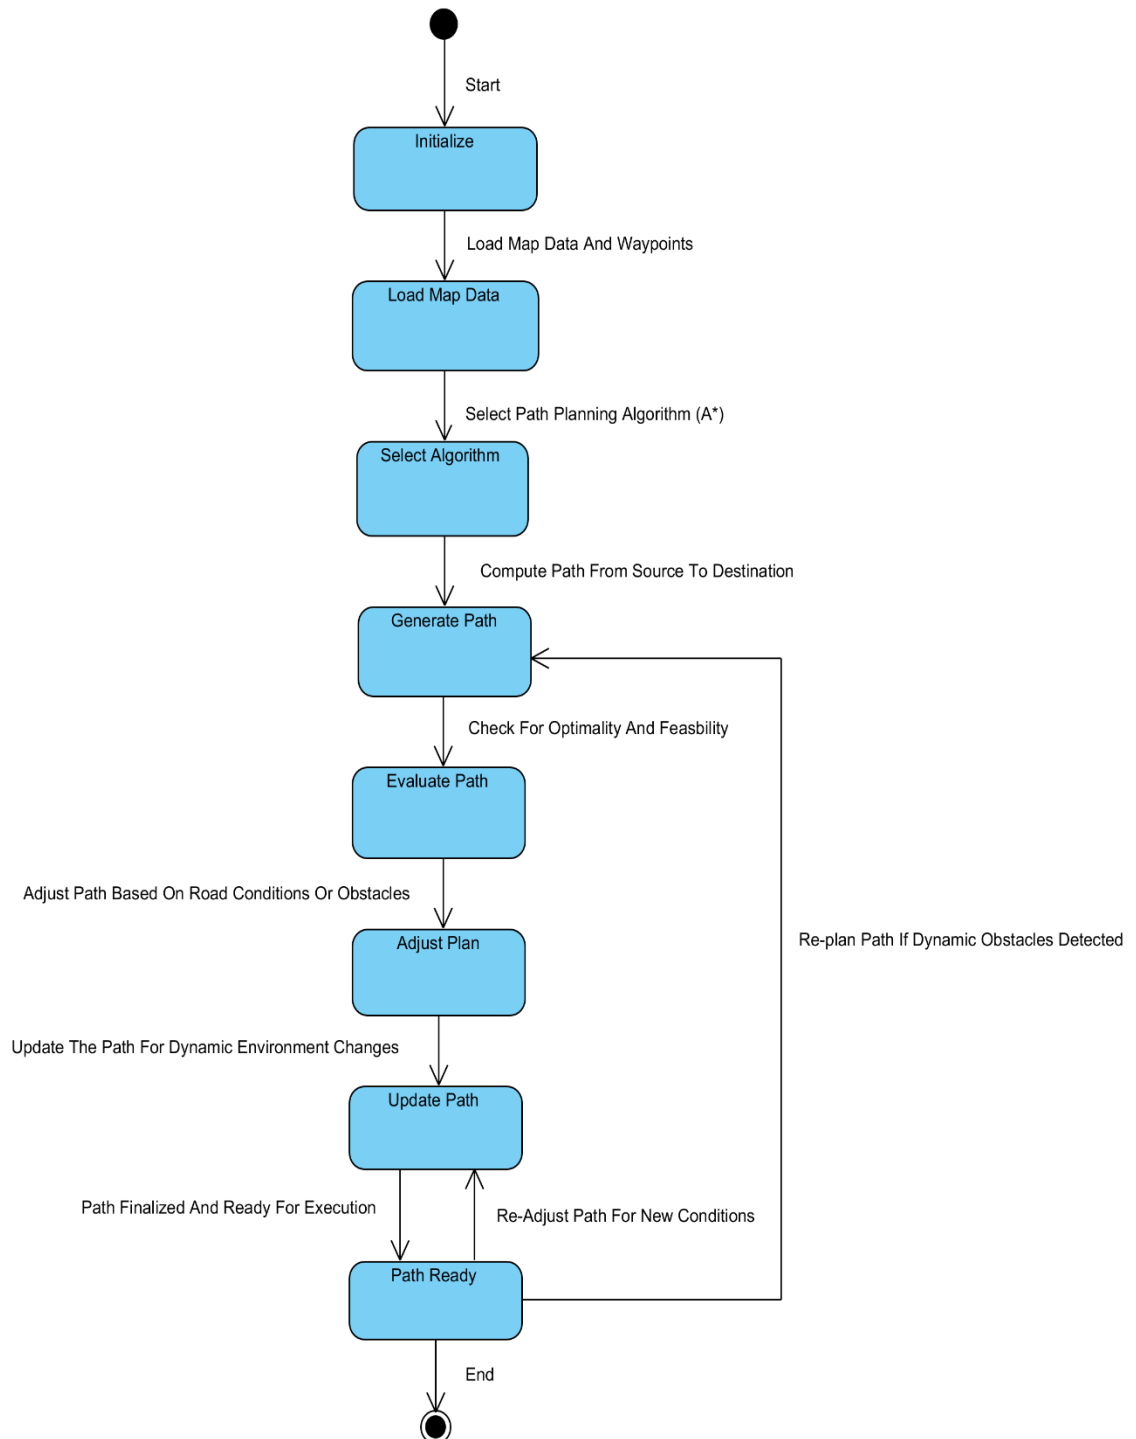 Start
Initialize
Load Map Data And Waypoints
Load Map Data
Select Path Planning Algorithm (A*)
Select Algorithm
Compute Path From Source To Destination
Generate Path
Check For Optimality And Feasbility
Evaluate Path
Adjust Path Based On Road Conditions Or Obstacles
Adjust Plan
Re-plan Path If Dynamic Obstacles Detected
Update The Path For Dynamic Environment Changes
Update Path
Path Finalized And Ready For Execution
Re-Adjust Path For New Conditions
Path Ready
End